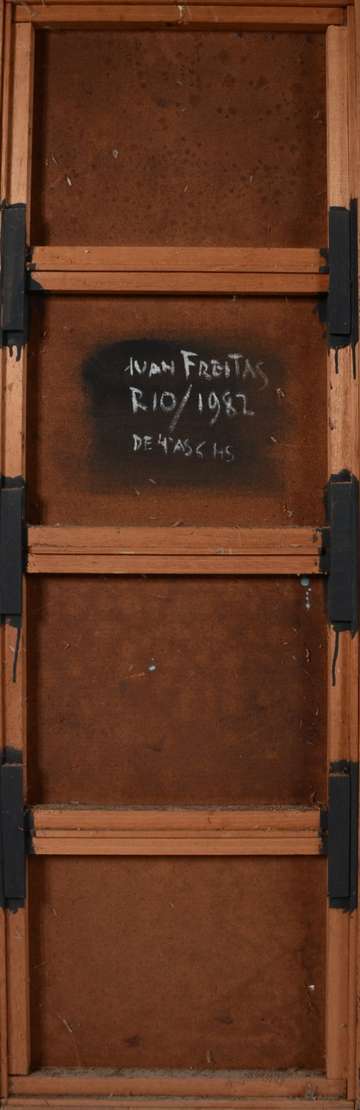 IVAN FREITAS
RIO/1982
DE 4 AS 6 HS